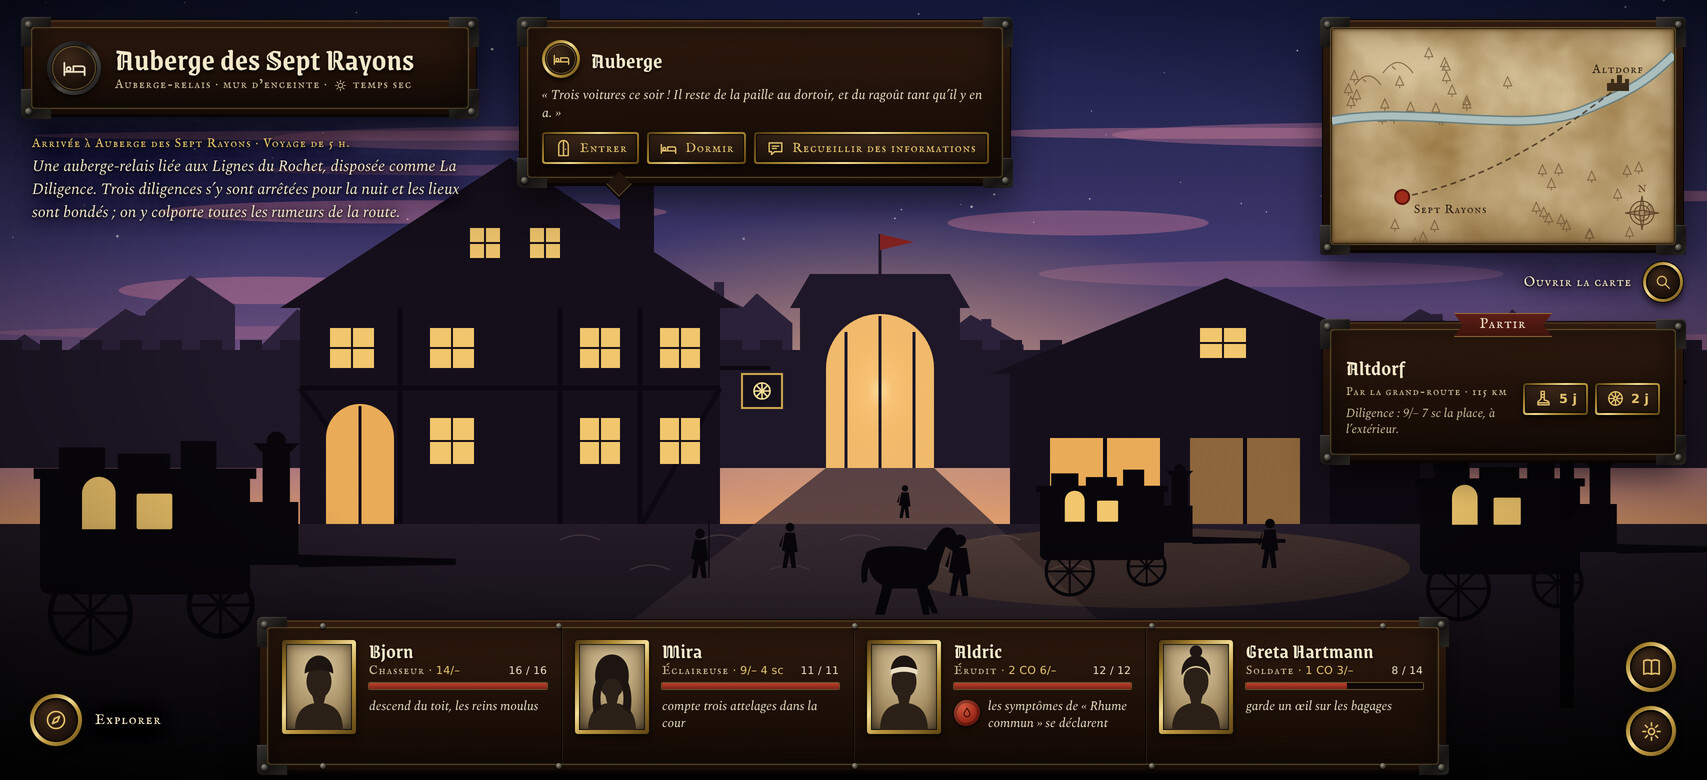 Auberge des Sept Rayons
Auberge-relais · mur d'enceinte · temps sec
Arrivée à Auberge des Sept Rayons · Voyage de 5 h.
Une auberge-relais liée aux Lignes du Rochet, disposée comme La
Diligence. Trois diligences s'y sont arrêtées pour la nuit et les lieux
sont bondés ; on y colporte toutes les rumeurs de la route.
Auberge
« Trois voitures ce soir ! Il reste de la paille au dortoir, et du ragoût tant qu'il y en
a. »
Entrer
Dormir
Recueillir des informations
Altdorf
Sept Rayons
N
Ouvrir la carte
Partir
Altdorf
Par la grand-route · 115 km
Diligence : 9/– 7 sc la place, à
l'extérieur.
5 j
2 j
Bjorn
Chasseur · 14/–
16 / 16
descend du toit, les reins moulus
Mira
Éclaireuse · 9/– 4 sc
11 / 11
compte trois attelages dans la
cour
Aldric
Érudit · 2 CO 6/–
12 / 12
les symptômes de « Rhume
commun » se déclarent
Greta Hartmann
Soldate · 1 CO 3/–
8 / 14
garde un œil sur les bagages
Explorer